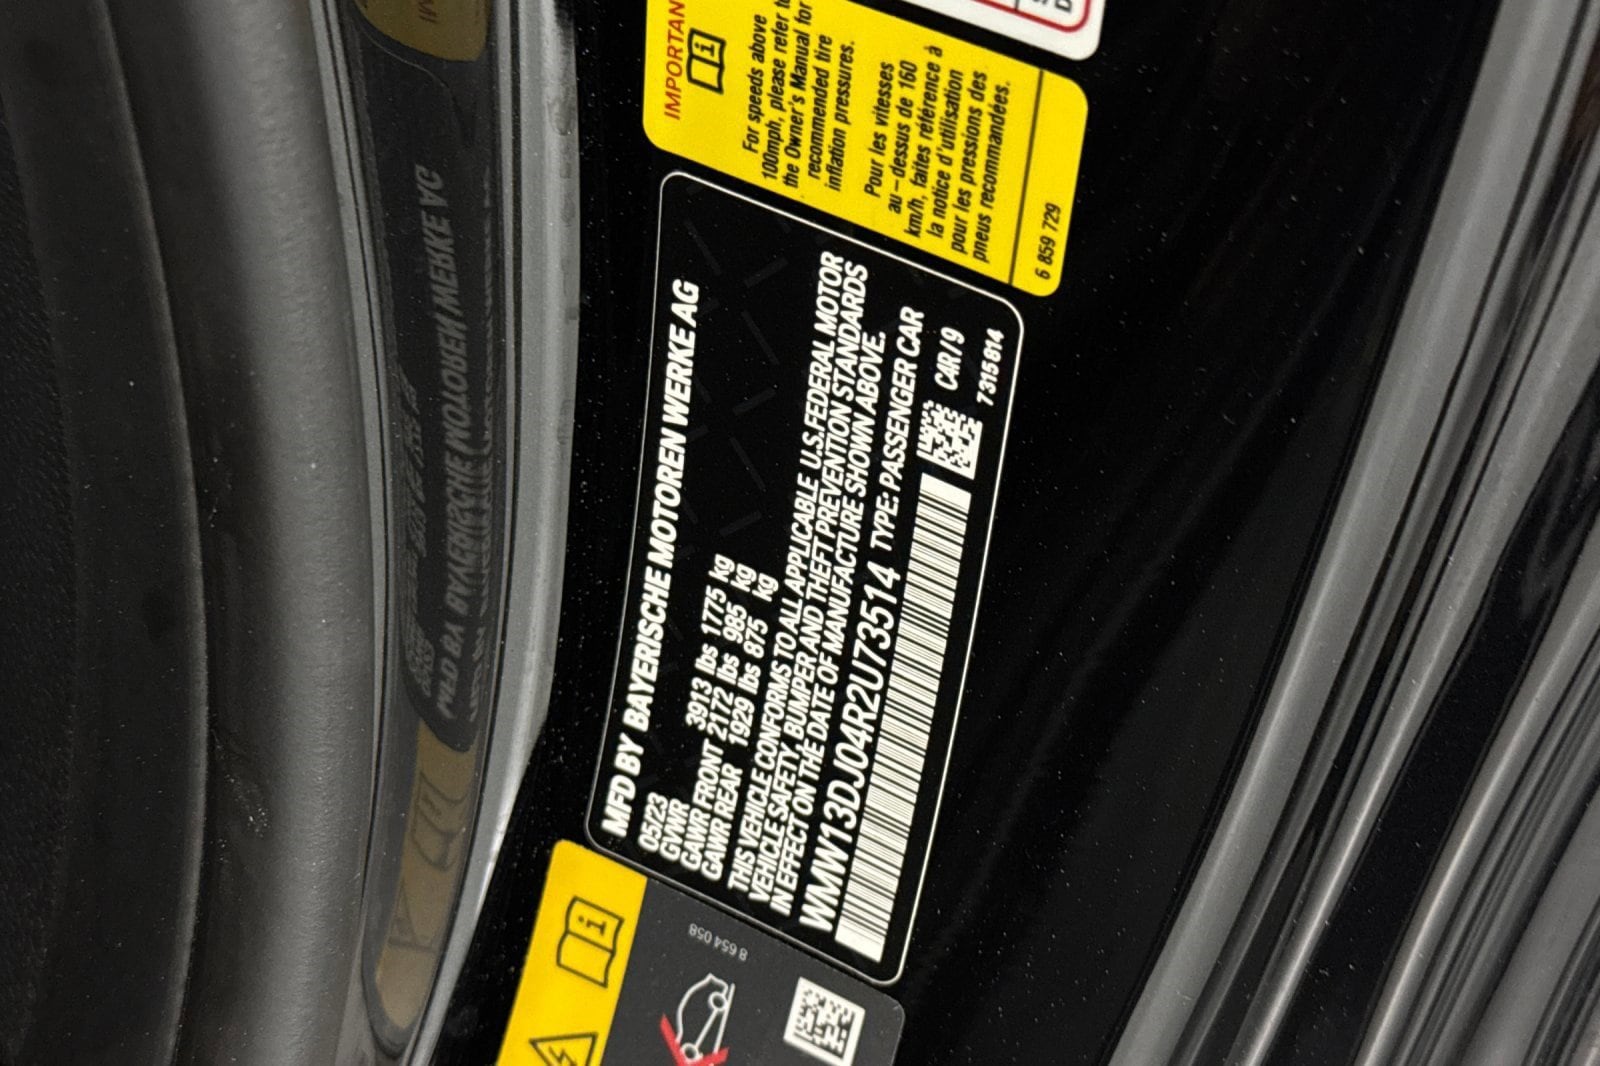 IMPORTAN
For speeds above
100mph, please refer to
the Owner's Manual for
recommended tire
inflation pressures.
Pour les vitesses
au-dessus de 160
km/h, faites référence à
la notice d'utilisation
pour les pressions des
pneus recommandées.
6 859 729
MFD BY BAYERISCHE MOTOREN WERKE AG
05/23
GVWR 3913 lbs 1775 kg
GAWR FRONT 2172 lbs 985 kg
GAWR REAR 1929 lbs 875 kg
THIS VEHICLE CONFORMS TO ALL APPLICABLE U.S.FEDERAL MOTOR
VEHICLE SAFETY, BUMPER AND THEFT PREVENTION STANDARDS
IN EFFECT ON THE DATE OF MANUFACTURE SHOWN ABOVE.
WMW13DJ04R2U73514 TYPE: PASSENGER CAR
CAR / 9
7 315 814
8 654 058